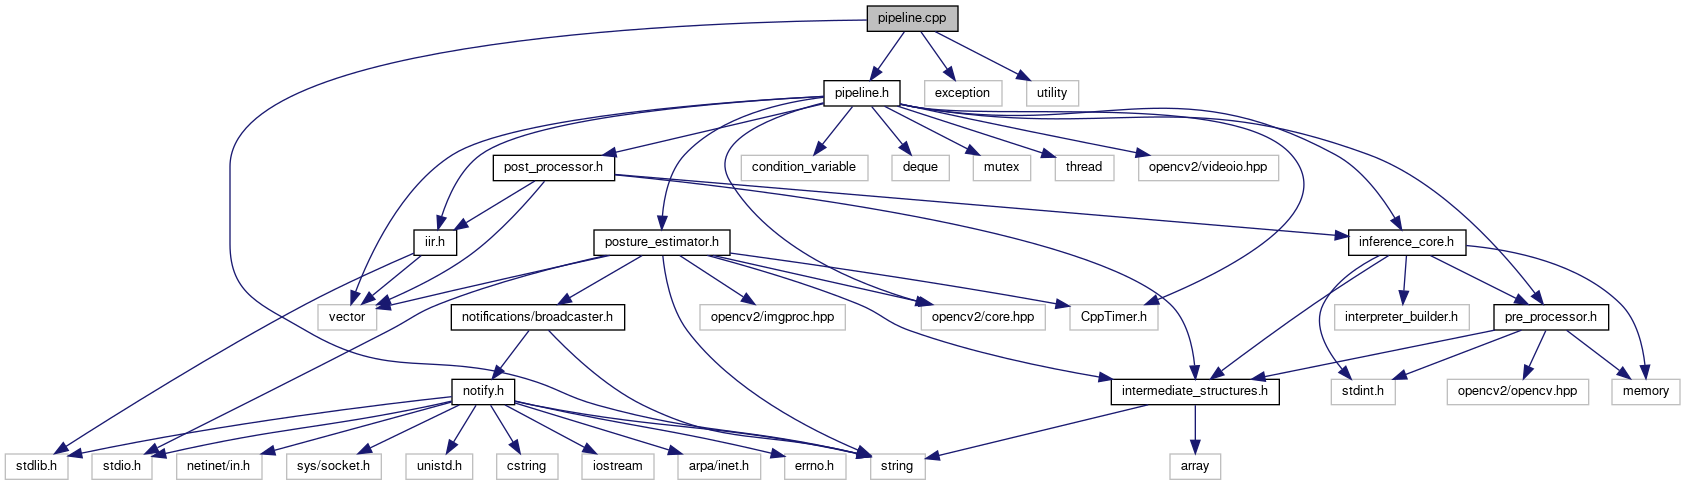 pipeline.cpp
pipeline.h
exception
utility
post_processor.h
condition_variable
deque
mutex
thread
opencv2/videoio.hpp
iir.h
posture_estimator.h
inference_core.h
vector
notifications/broadcaster.h
opencv2/imgproc.hpp
opencv2/core.hpp
CppTimer.h
interpreter_builder.h
pre_processor.h
notify.h
intermediate_structures.h
stdint.h
opencv2/opencv.hpp
memory
stdlib.h
stdio.h
netinet/in.h
sys/socket.h
unistd.h
cstring
iostream
arpa/inet.h
errno.h
string
array